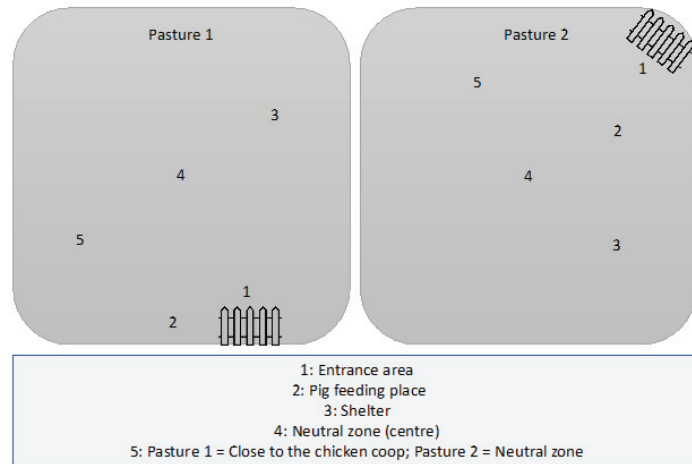 Pasture 1
3
4
5
1
2
Pasture 2
1
5
2
4
3
1: Entrance area
2: Pig feeding place
3: Shelter
4: Neutral zone (centre)
5: Pasture 1 = Close to the chicken coop; Pasture 2 = Neutral zone